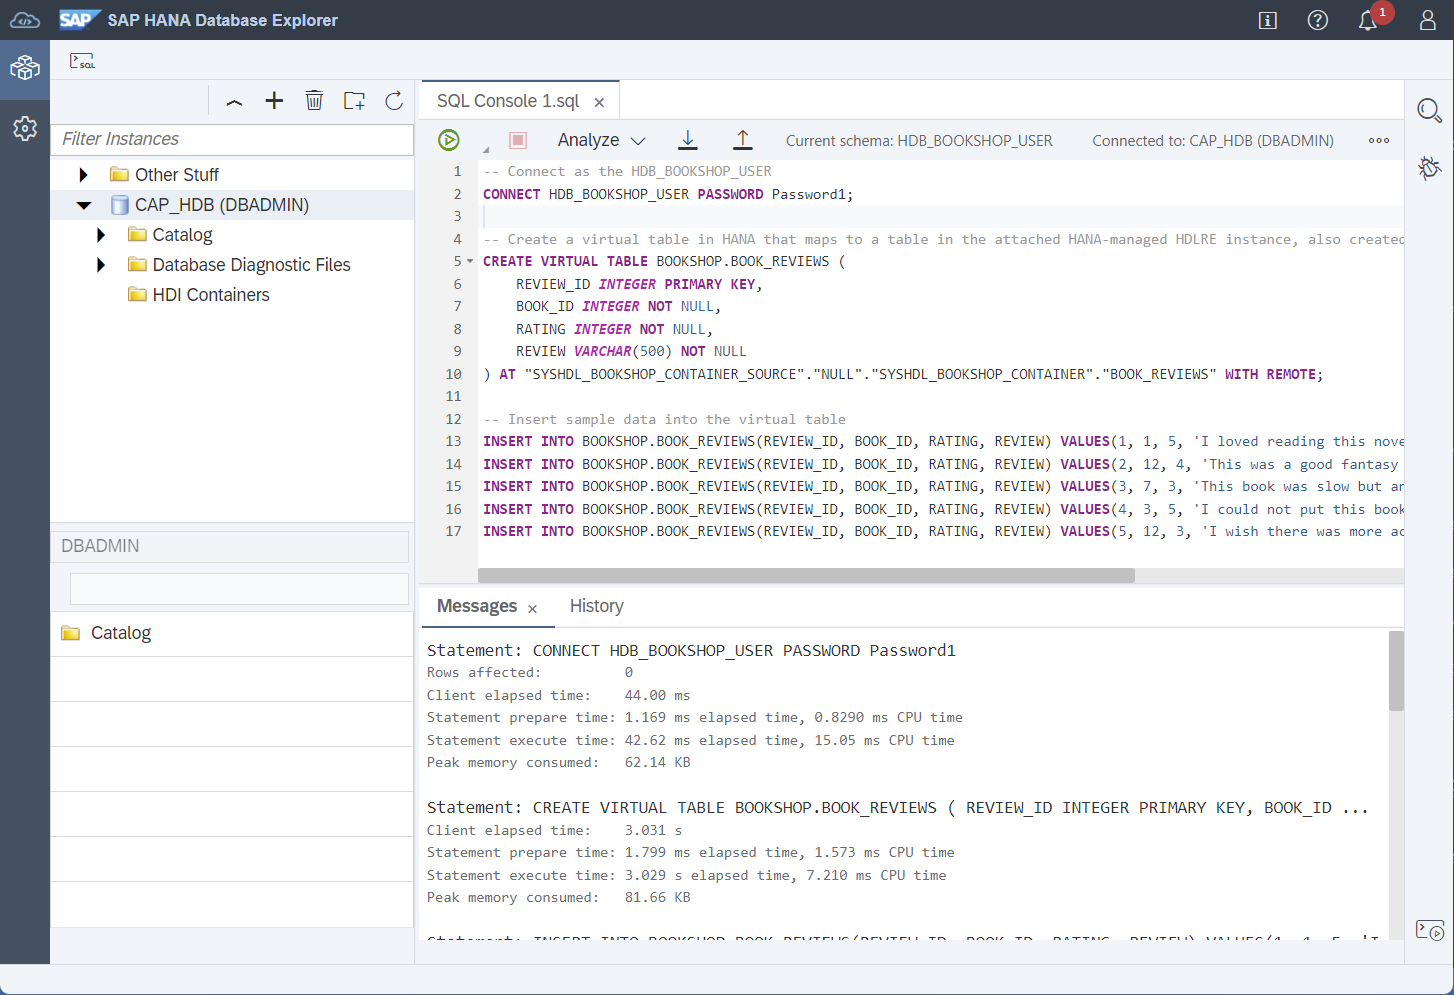 SAP SAP HANA Database Explorer
1
SQL
Filter Instances
Other Stuff
CAP_HDB (DBADMIN)
Catalog
Database Diagnostic Files
HDI Containers
DBADMIN
Catalog
SQL Console 1.sql ×
Analyze
Current schema: HDB_BOOKSHOP_USER
Connected to: CAP_HDB (DBADMIN)
1 -- Connect as the HDB_BOOKSHOP_USER
2 CONNECT HDB_BOOKSHOP_USER PASSWORD Password1;
3
4 -- Create a virtual table in HANA that maps to a table in the attached HANA-managed HDLRE instance, also created
5 CREATE VIRTUAL TABLE BOOKSHOP.BOOK_REVIEWS (
6 REVIEW_ID INTEGER PRIMARY KEY,
7 BOOK_ID INTEGER NOT NULL,
8 RATING INTEGER NOT NULL,
9 REVIEW VARCHAR(500) NOT NULL
10 ) AT "SYSHDL_BOOKSHOP_CONTAINER_SOURCE"."NULL"."SYSHDL_BOOKSHOP_CONTAINER"."BOOK_REVIEWS" WITH REMOTE;
11
12 -- Insert sample data into the virtual table
13 INSERT INTO BOOKSHOP.BOOK_REVIEWS(REVIEW_ID, BOOK_ID, RATING, REVIEW) VALUES(1, 1, 5, 'I loved reading this nove
14 INSERT INTO BOOKSHOP.BOOK_REVIEWS(REVIEW_ID, BOOK_ID, RATING, REVIEW) VALUES(2, 12, 4, 'This was a good fantasy
15 INSERT INTO BOOKSHOP.BOOK_REVIEWS(REVIEW_ID, BOOK_ID, RATING, REVIEW) VALUES(3, 7, 3, 'This book was slow but an
16 INSERT INTO BOOKSHOP.BOOK_REVIEWS(REVIEW_ID, BOOK_ID, RATING, REVIEW) VALUES(4, 3, 5, 'I could not put this book
17 INSERT INTO BOOKSHOP.BOOK_REVIEWS(REVIEW_ID, BOOK_ID, RATING, REVIEW) VALUES(5, 12, 3, 'I wish there was more ac
Messages × History
Statement: CONNECT HDB_BOOKSHOP_USER PASSWORD Password1
Rows affected: 0
Client elapsed time: 44.00 ms
Statement prepare time: 1.169 ms elapsed time, 0.8290 ms CPU time
Statement execute time: 42.62 ms elapsed time, 15.05 ms CPU time
Peak memory consumed: 62.14 KB
Statement: CREATE VIRTUAL TABLE BOOKSHOP.BOOK_REVIEWS ( REVIEW_ID INTEGER PRIMARY KEY, BOOK_ID ...
Client elapsed time: 3.031 s
Statement prepare time: 1.799 ms elapsed time, 1.573 ms CPU time
Statement execute time: 3.029 s elapsed time, 7.210 ms CPU time
Peak memory consumed: 81.66 KB
Statement: INSERT INTO BOOKSHOP.BOOK_REVIEWS(REVIEW_ID, BOOK_ID, RATING, REVIEW) VALUES(1, 1, 5, 'I